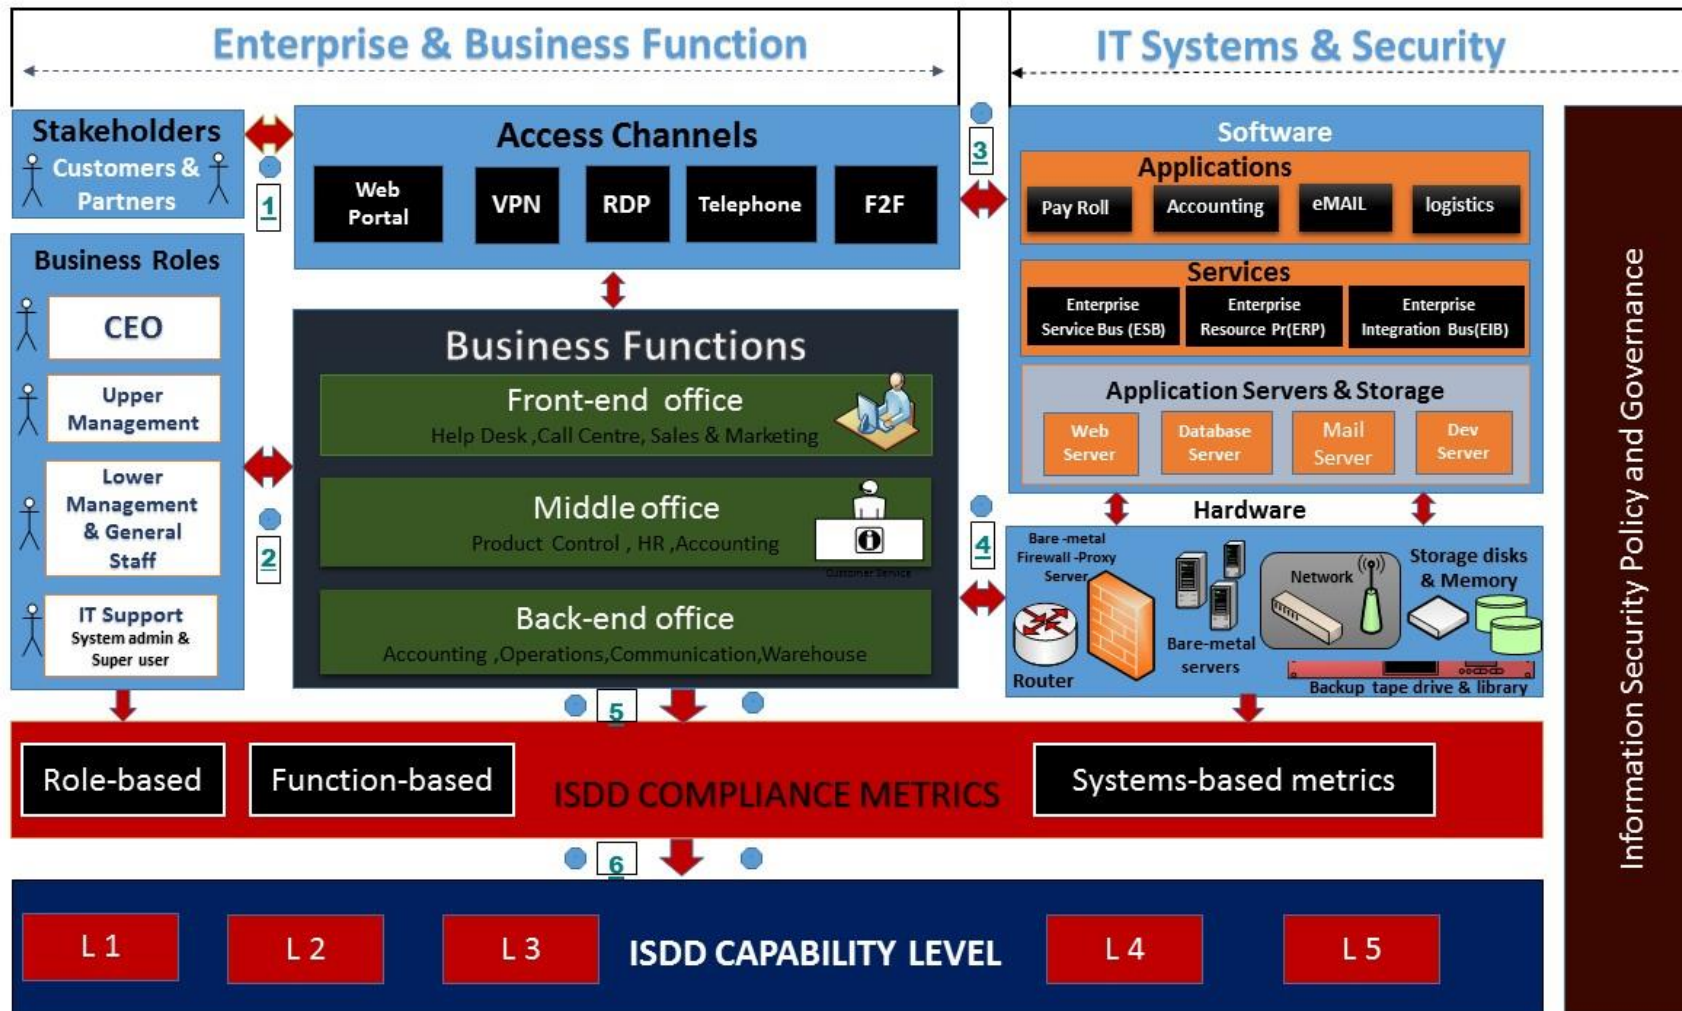 Enterprise & Business Function
IT Systems & Security
Stakeholders
Customers &
Partners
1
Access Channels
Web
Portal
VPN
RDP
Telephone
F2F
3
Software
Applications
Pay Roll
Accounting
eMAIL
logistics
Services
Enterprise
Service Bus (ESB)
Enterprise
Resource Pr(ERP)
Enterprise
Integration Bus(EIB)
Application Servers & Storage
Web
Server
Database
Server
Mail
Server
Dev
Server
Business Roles
CEO
Upper
Management
Lower
Management
& General
Staff
IT Support
System admin &
Super user
2
Business Functions
Front-end office
Help Desk ,Call Centre, Sales & Marketing
Middle office
Product Control , HR ,Accounting
Customer Service
Back-end office
Accounting ,Operations,Communication,Warehouse
4
Hardware
Bare -metal
Firewall -Proxy
Server
Router
Bare-metal
servers
Network
Storage disks
& Memory
Backup tape drive & library
5
Role-based
Function-based
ISDD COMPLIANCE METRICS
Systems-based metrics
6
L 1
L 2
L 3
ISDD CAPABILITY LEVEL
L 4
L 5
Information Security Policy and Governance